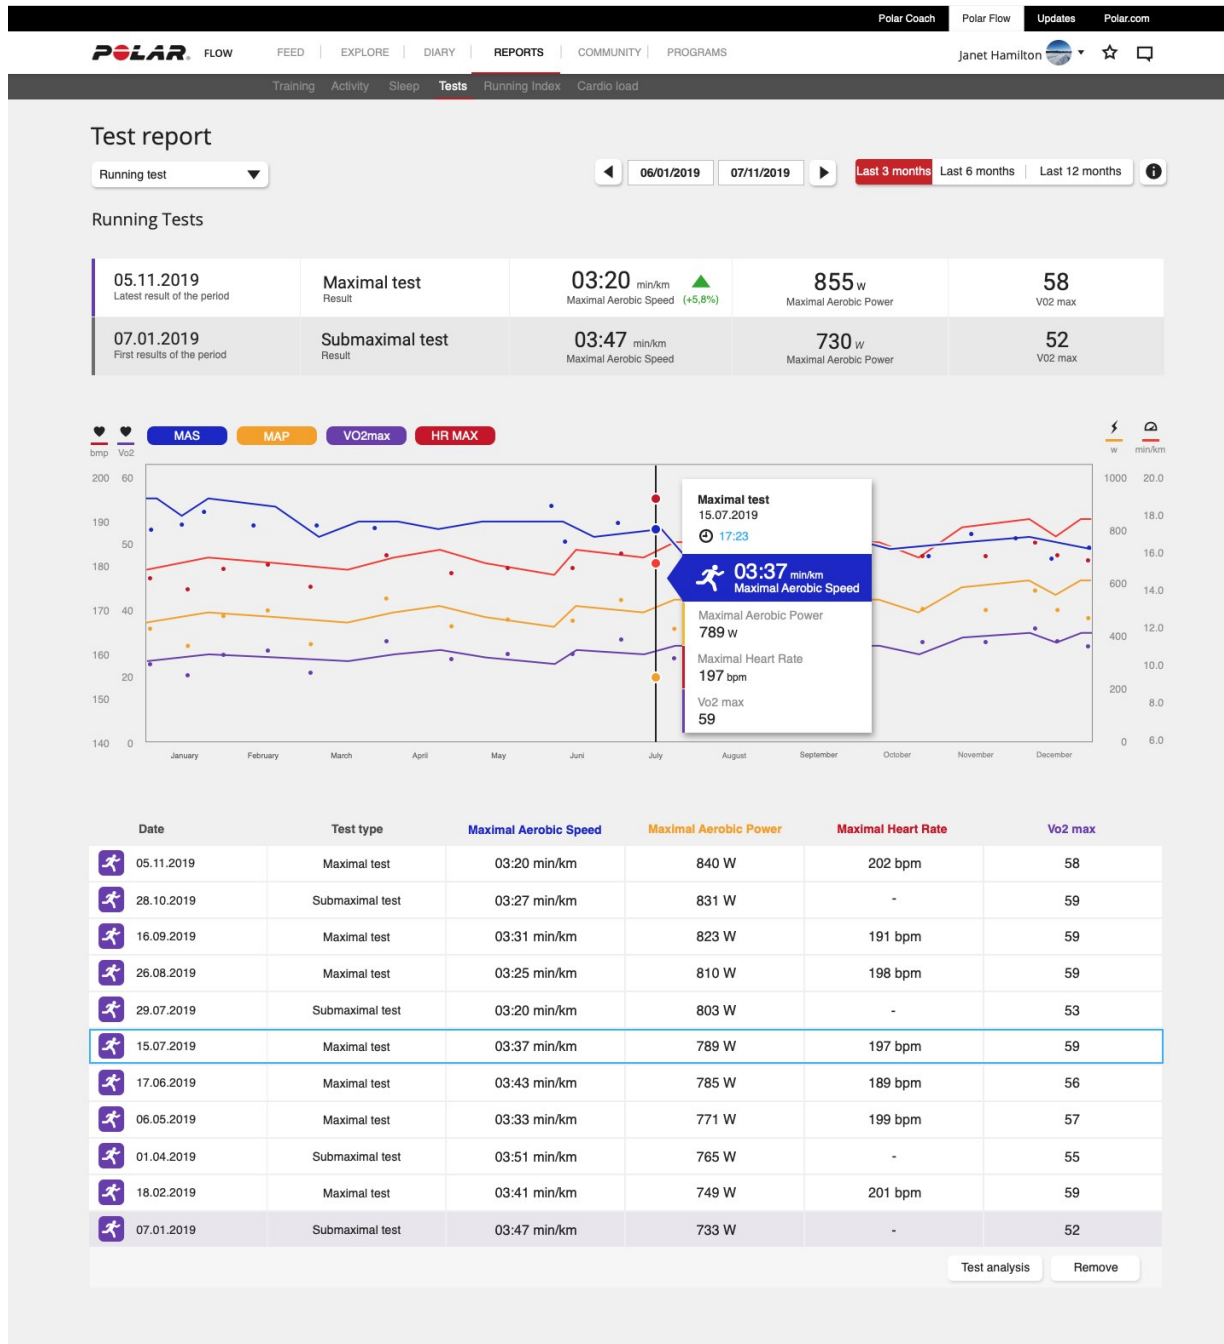 Polar Coach Polar Flow Updates Polar.com
POLAR. FLOW FEED EXPLORE DIARY REPORTS COMMUNITY PROGRAMS Janet Hamilton
Training Activity Sleep Tests Running Index Cardio load
Test report
Running test 06/01/2019 07/11/2019 Last 3 months Last 6 months Last 12 months
Running Tests
05.11.2019 Maximal test 03:20 min/km 855 w 58
Latest result of the period Result Maximal Aerobic Speed (+5,8%) Maximal Aerobic Power V02 max
07.01.2019 Submaximal test 03:47 min/km 730 w 52
First results of the period Result Maximal Aerobic Speed Maximal Aerobic Power V02 max
MAS MAP VO2max HR MAX
bmp Vo2 w min/km
200 60 1000 20.0
190 18.0
50 800
180 16.0
600
14.0
170 40
400 12.0
160 10.0
20 200
150 8.0
140 0 0 6.0
Maximal test
15.07.2019
17:23
03:37 min/km
Maximal Aerobic Speed
Maximal Aerobic Power
789 w
Maximal Heart Rate
197 bpm
Vo2 max
59
January February March April May Juni July August September October November December
Date Test type Maximal Aerobic Speed Maximal Aerobic Power Maximal Heart Rate Vo2 max
05.11.2019 Maximal test 03:20 min/km 840 W 202 bpm 58
28.10.2019 Submaximal test 03:27 min/km 831 W - 59
16.09.2019 Maximal test 03:31 min/km 823 W 191 bpm 59
26.08.2019 Maximal test 03:25 min/km 810 W 198 bpm 59
29.07.2019 Submaximal test 03:20 min/km 803 W - 53
15.07.2019 Maximal test 03:37 min/km 789 W 197 bpm 59
17.06.2019 Maximal test 03:43 min/km 785 W 189 bpm 56
06.05.2019 Maximal test 03:33 min/km 771 W 199 bpm 57
01.04.2019 Submaximal test 03:51 min/km 765 W - 55
18.02.2019 Maximal test 03:41 min/km 749 W 201 bpm 59
07.01.2019 Submaximal test 03:47 min/km 733 W - 52
Test analysis Remove